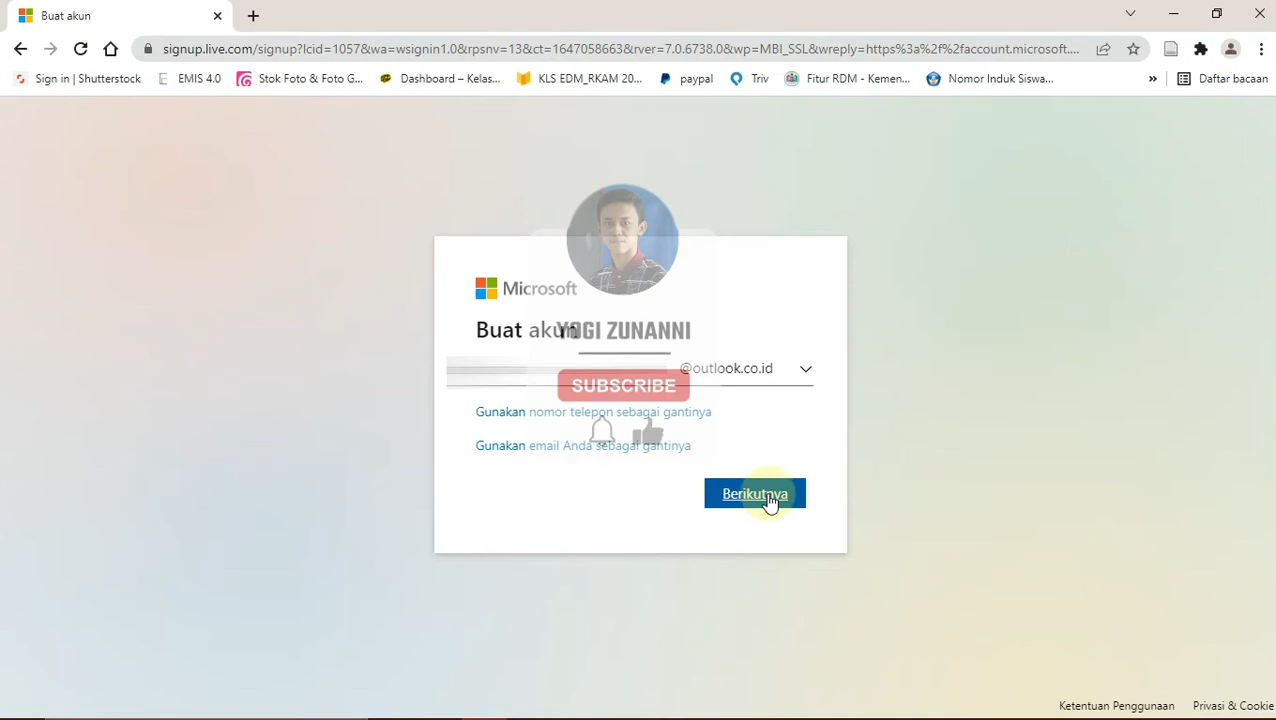 Buat akun
signup.live.com/signup?lcid=1057&wa=wsignin1.0&rpsnv=13&ct=1647058663&rver=7.0.6738.0&wp=MBI_SSL&wreply=https%3a%2f%2faccount.microsoft....
Sign in | Shutterstock EMIS 4.0 Stok Foto & Foto G... Dashboard – Kelas... KLS EDM_RKAM 20... paypal Triv Fitur RDM – Kemen... Nomor Induk Siswa... » Daftar bacaan
Microsoft
Buat akun
YOGI ZUNANNI
@outlook.co.id
SUBSCRIBE
Gunakan nomor telepon sebagai gantinya
Gunakan email Anda sebagai gantinya
Berikutnya
Ketentuan Penggunaan Privasi & Cookie